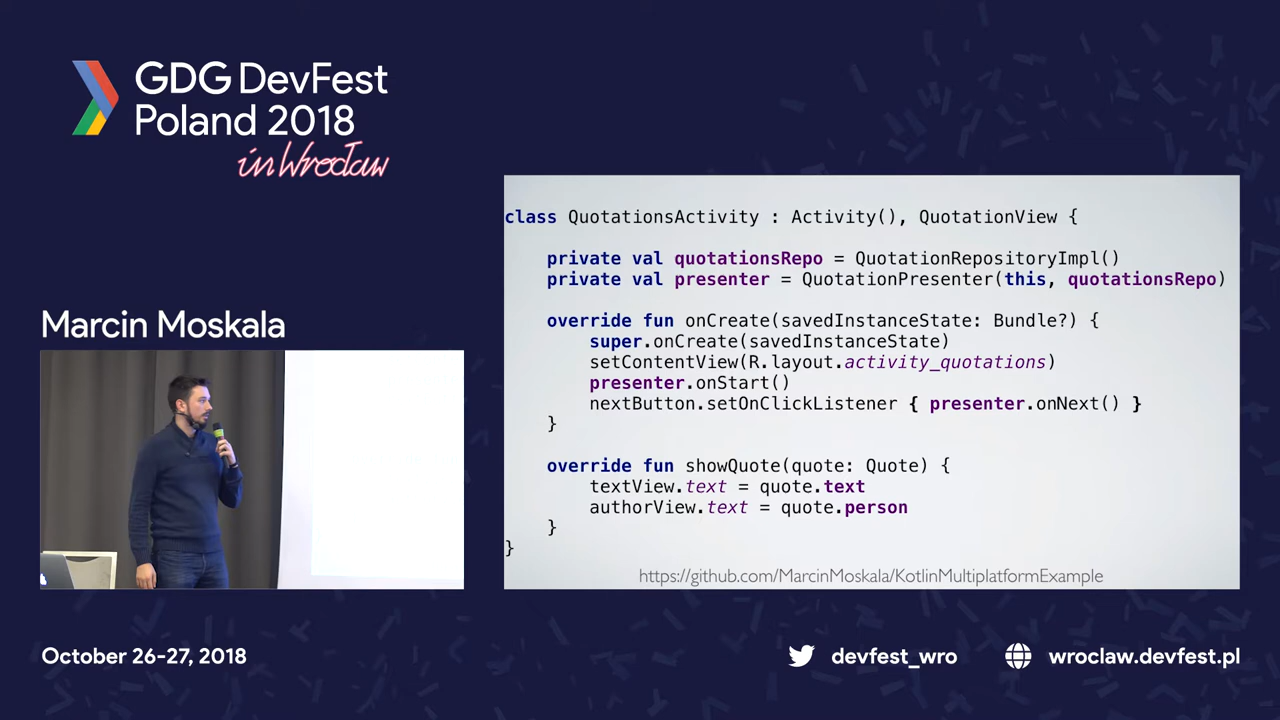 GDG DevFest
Poland 2018
in Wrocław
Marcin Moskala
class QuotationsActivity : Activity(), QuotationView {
private val quotationsRepo = QuotationRepositoryImpl()
private val presenter = QuotationPresenter(this, quotationsRepo)
override fun onCreate(savedInstanceState: Bundle?) {
super.onCreate(savedInstanceState)
setContentView(R.layout.activity_quotations)
presenter.onStart()
nextButton.setOnClickListener { presenter.onNext() }
}
override fun showQuote(quote: Quote) {
textView.text = quote.text
authorView.text = quote.person
}
}
https://github.com/MarcinMoskala/KotlinMultiplatformExample
October 26-27, 2018
devfest_wro
wroclaw.devfest.pl